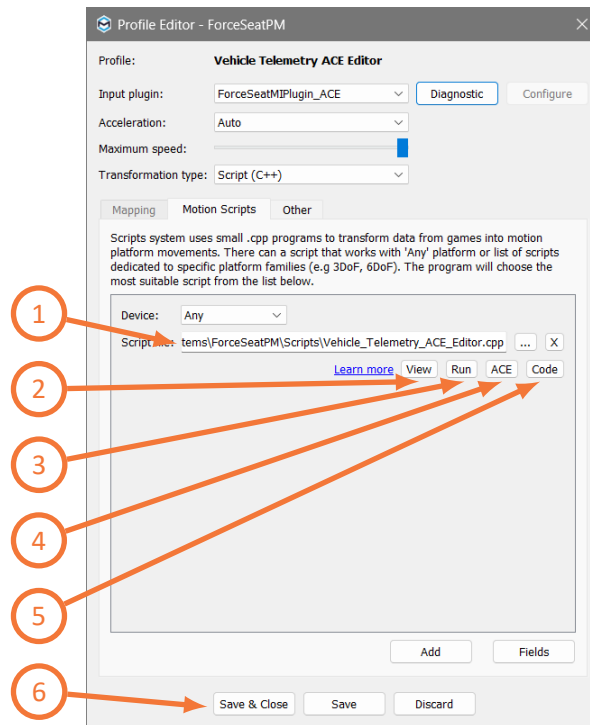 Profile Editor - ForceSeatPM
Profile: Vehicle Telemetry ACE Editor
Input plugin: ForceSeatMIPlugin_ACE Diagnostic Configure
Acceleration: Auto
Maximum speed:
Transformation type: Script (C++)
Mapping Motion Scripts Other
Scripts system uses small .cpp programs to transform data from games into motion
platform movements. There can a script that works with 'Any' platform or list of scripts
dedicated to specific platform families (e.g 3DoF, 6DoF). The program will choose the
most suitable script from the list below.
1
Device: Any
Script file: tems\ForceSeatPM\Scripts\Vehicle_Telemetry_ACE_Editor.cpp ... X
2
Learn more View Run ACE Code
3
4
5
Add Fields
6
Save & Close Save Discard